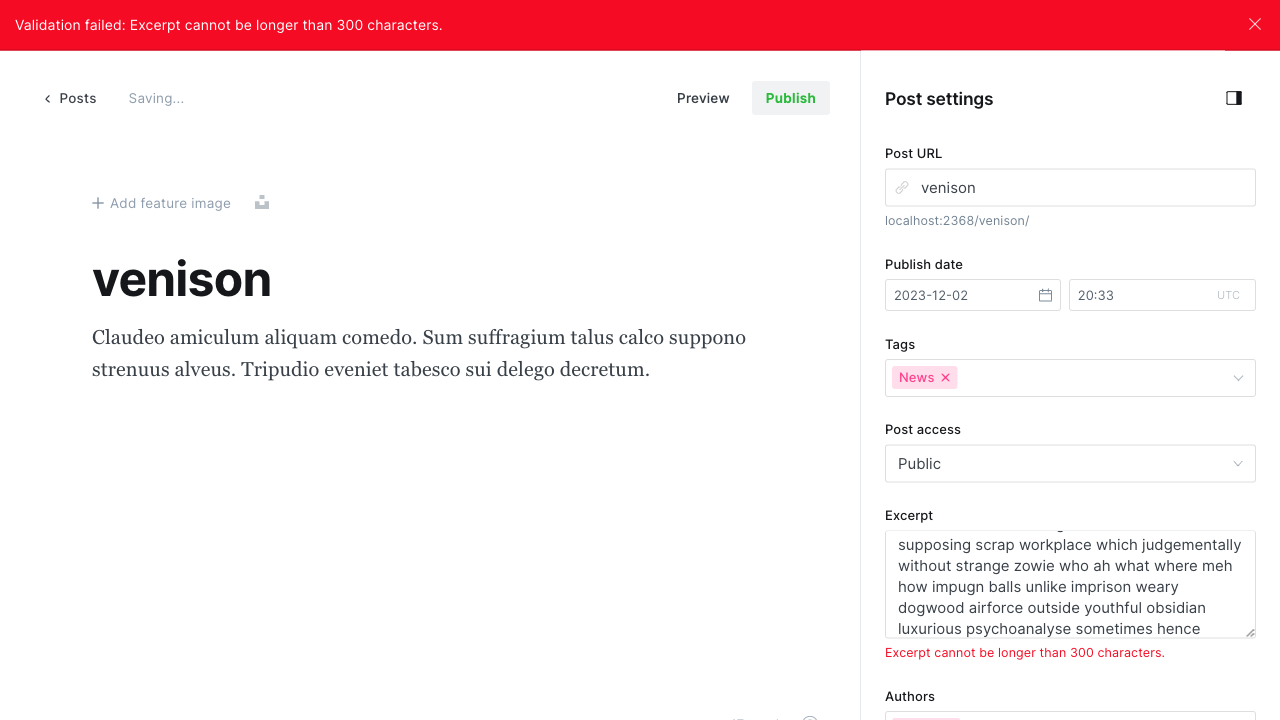 Validation failed: Excerpt cannot be longer than 300 characters.
Posts
Saving...
Preview
Publish
Post settings
Post URL
venison
localhost:2368/venison/
Add feature image
Publish date
2023-12-02
20:33
UTC
venison
Claudeo amiculum aliquam comedo. Sum suffragium talus calco suppono
strenuus alveus. Tripudio eveniet tabesco sui delego decretum.
Tags
News
Post access
Public
Excerpt
supposing scrap workplace which judgementally
without strange zowie who ah what where meh
how impugn balls unlike imprison weary
dogwood airforce outside youthful obsidian
luxurious psychoanalyse sometimes hence
Excerpt cannot be longer than 300 characters.
Authors